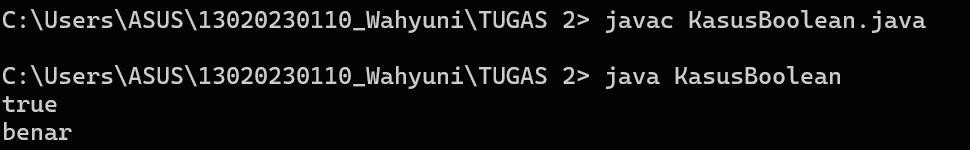 C:\Users\ASUS\13020230110_Wahyuni\TUGAS 2> javac KasusBoolean.java
C:\Users\ASUS\13020230110_Wahyuni\TUGAS 2> java KasusBoolean
true
benar